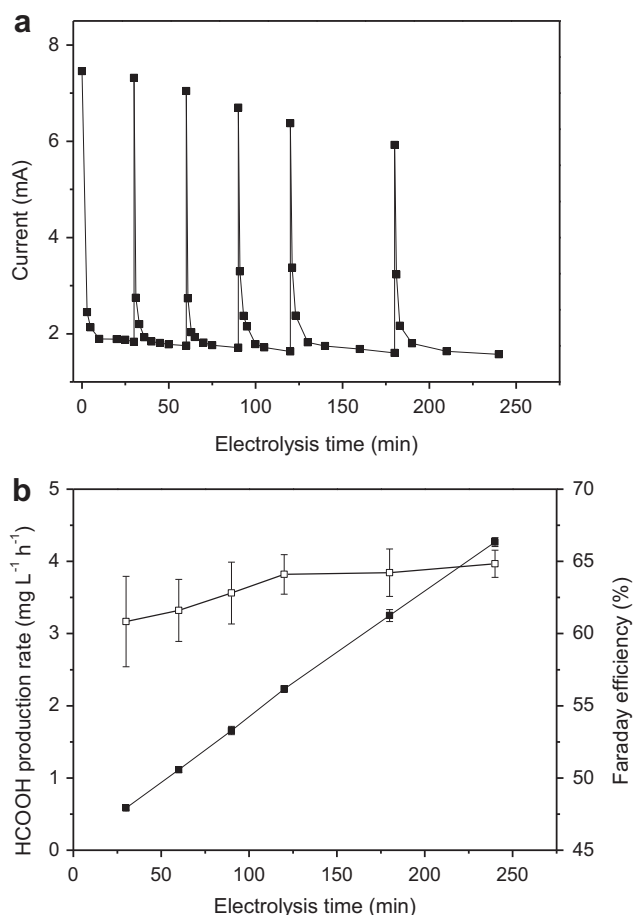 a
8
6
4
2
Current (mA)
0 50 100 150 200 250
Electrolysis time (min)
b
5
4
3
2
1
0
HCOOH production rate (mg L⁻¹ h⁻¹)
70
65
60
55
50
45
Faraday efficiency (%)
0 50 100 150 200 250
Electrolysis time (min)